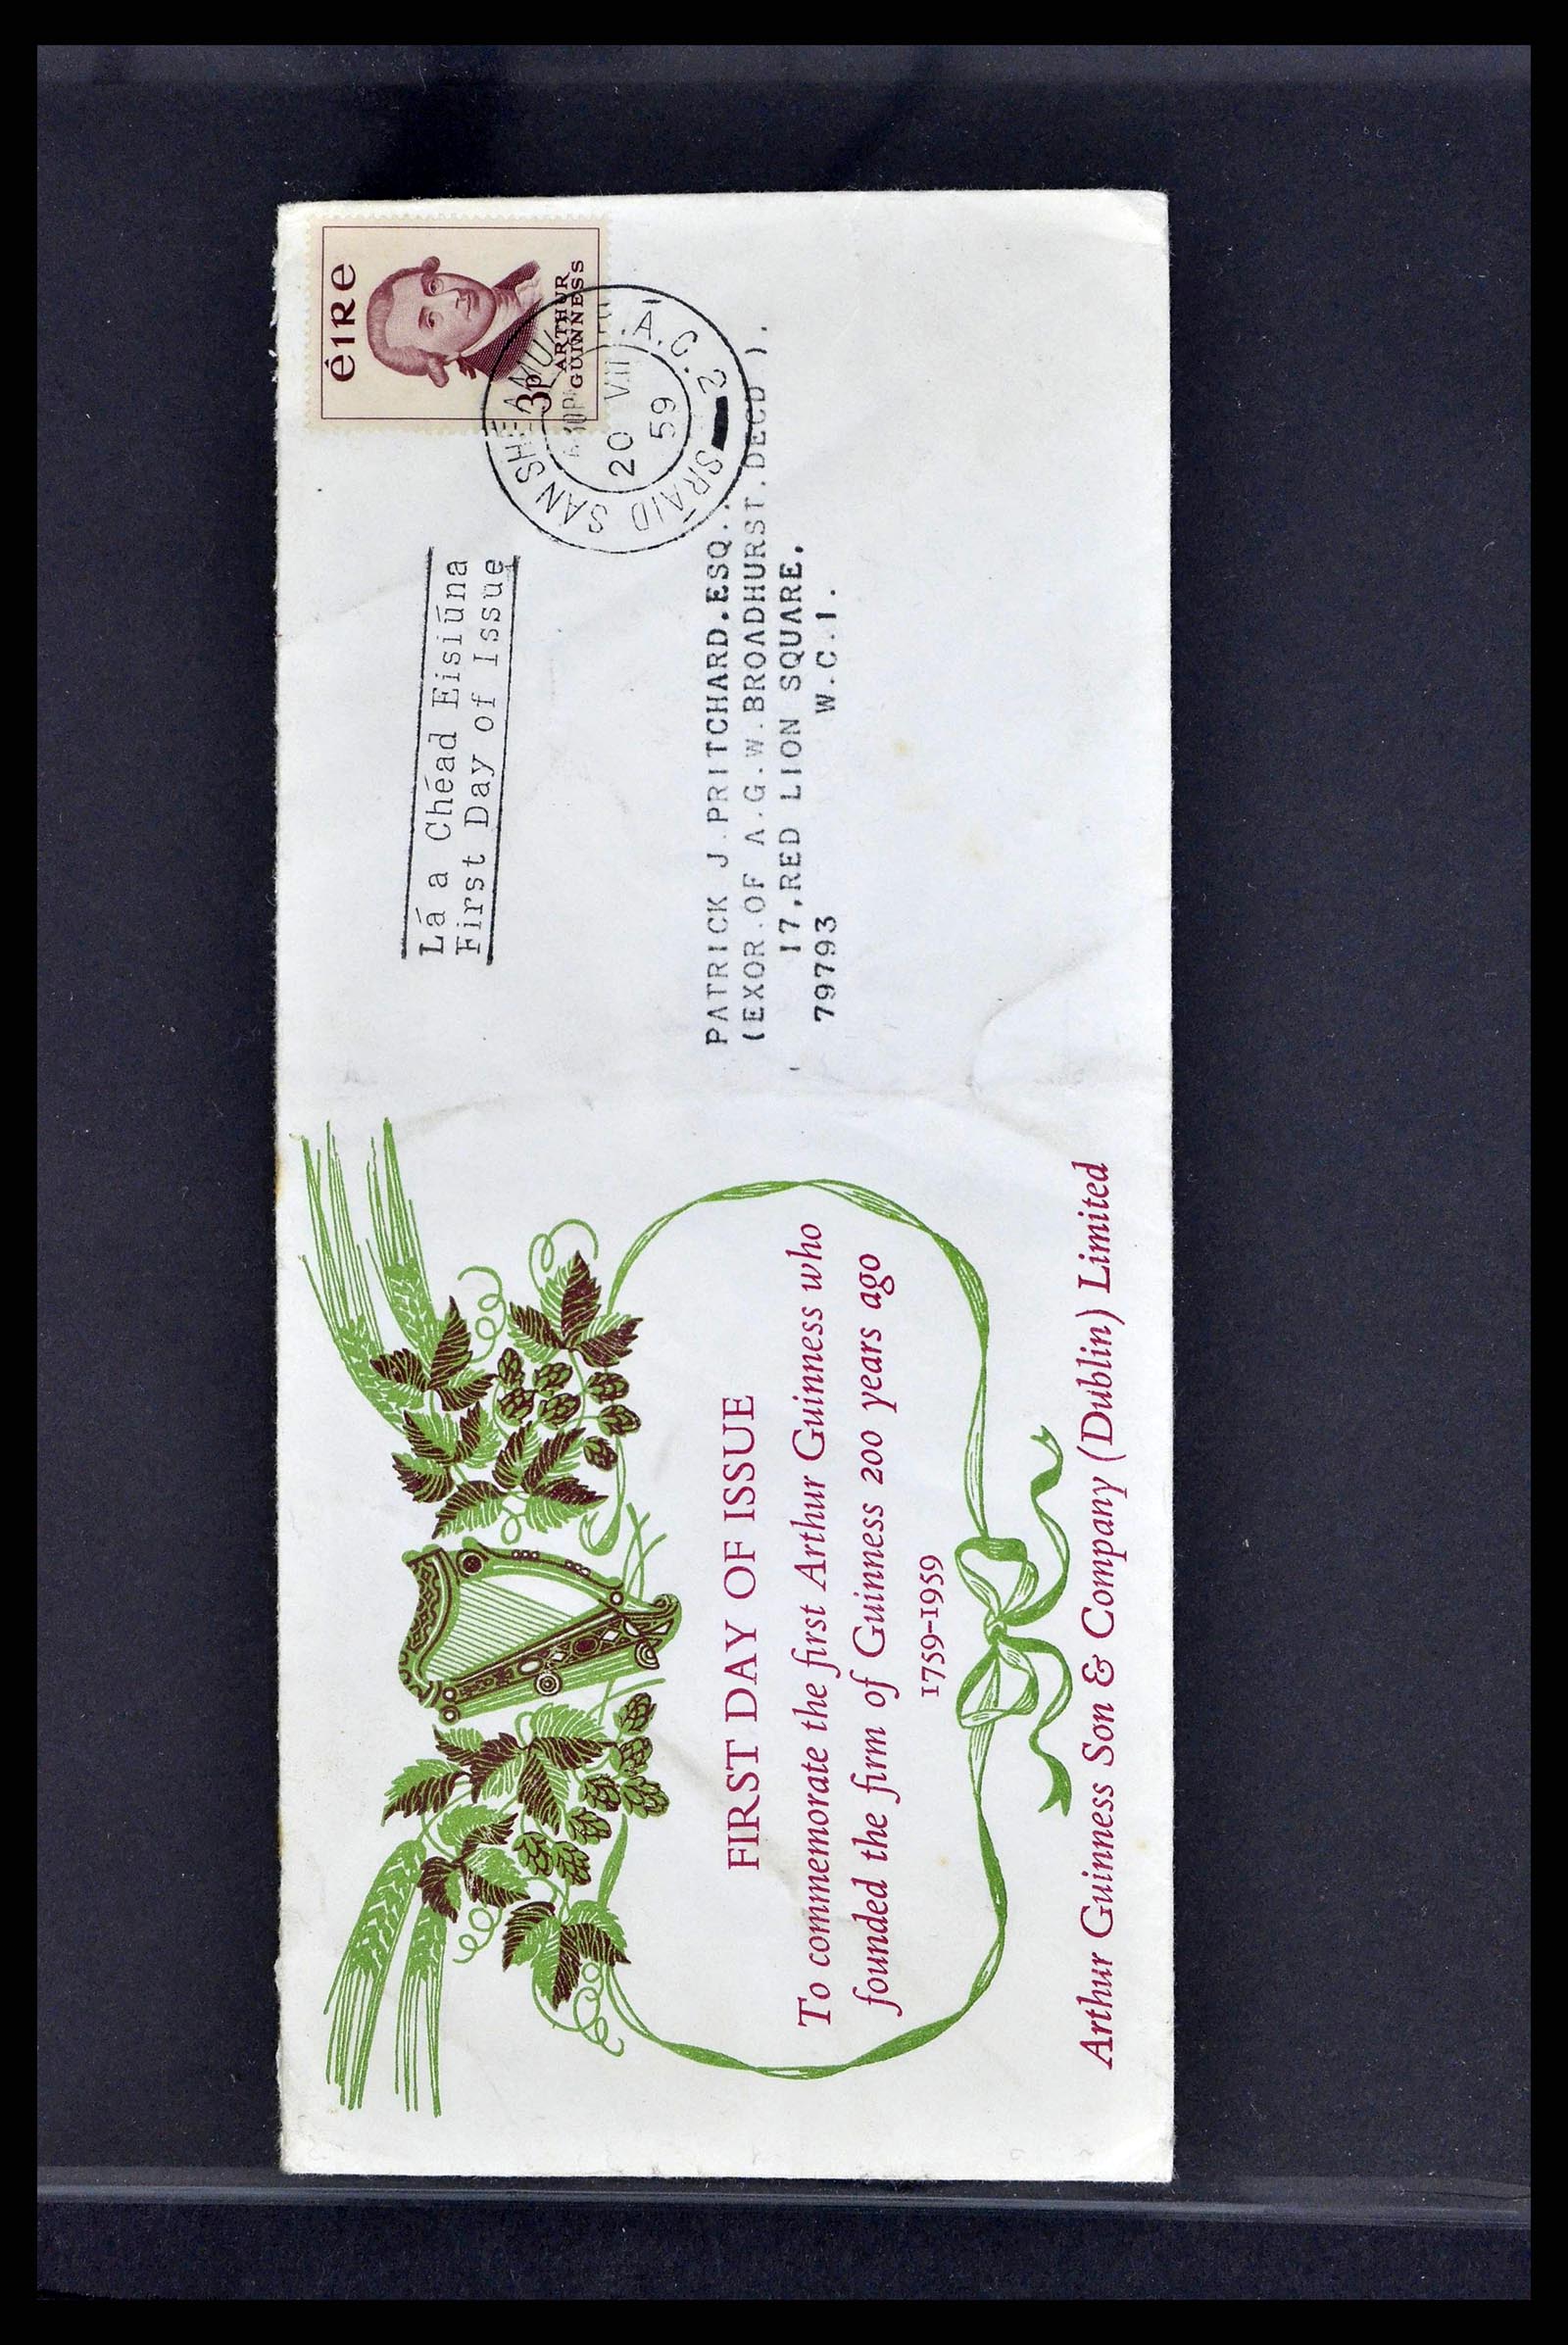 éIRe
3p
ARTHUR
GUINNESS
SRÁID SAN SHÉAMUIS
B.Á.C. 2
20 VII
59
Lá a Chéad Eisiúna
First Day of Issue
PATRICK J.PRITCHARD.ESQ.,
(EXOR.OF A.G.W.BROADHURST.DECD ).
17,RED LION SQUARE,
79793 W.C.1.
FIRST DAY OF ISSUE
To commemorate the first Arthur Guinness who
founded the firm of Guinness 200 years ago
1759-1959
Arthur Guinness Son & Company (Dublin) Limited